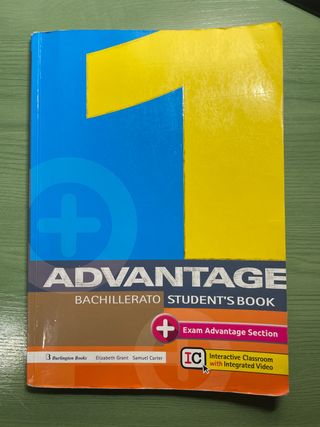 1
ADVANTAGE
BACHILLERATO STUDENT'S BOOK
+ Exam Advantage Section
IC Interactive Classroom
with Integrated Video
B Burlington Books Elizabeth Grant Samuel Carter